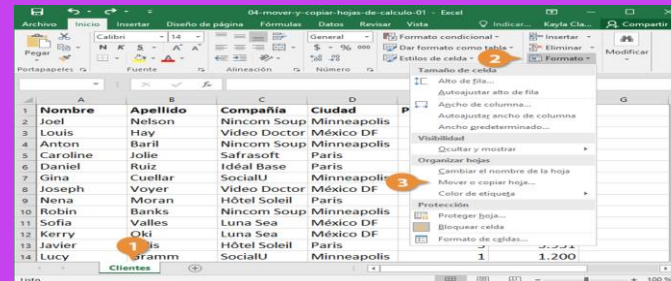 04-mover-y-copiar-hojas-de-calculo-01 - Excel
Archivo Inicio Insertar Diseño de página Fórmulas Datos Revisar Vista Indicar... Kayla Cla... Compartir
Pegar
Calibri 14
N K S A A
General
$ % 000
Formato condicional
Dar formato como tabla
Estilos de celda
Insertar
Eliminar
Formato
Modificar
Portapapeles Fuente Alineación Número
2
Tamaño de celda
Alto de fila...
Autoajustar alto de fila
Ancho de columna...
Autoajustar ancho de columna
Ancho predeterminado...
Visibilidad
Ocultar y mostrar
Organizar hojas
Cambiar el nombre de la hoja
3
Mover o copiar hoja...
Color de etiqueta
Protección
Proteger hoja...
Bloquear celda
Formato de celdas...
A B C D G
1 Nombre Apellido Compañía Ciudad P
2 Joel Nelson Nincom Soup Minneapolis
3 Louis Hay Video Doctor México DF
4 Anton Baril Nincom Soup Minneapolis
5 Caroline Jolie Safrasoft Paris
6 Daniel Ruiz Idéal Base Paris
7 Gina Cuellar SocialU Minneapolis
8 Joseph Voyer Video Doctor México DF
9 Nena Moran Hôtel Soleil Paris
10 Robin Banks Nincom Soup Minneapolis
11 Sofia Valles Luna Sea México DF
12 Kerry Oki Luna Sea México DF
13 Javier Hôtel Soleil Paris
14 Lucy Gramm SocialU Minneapolis 1 1.200
1
Clientes
Listo 100 %